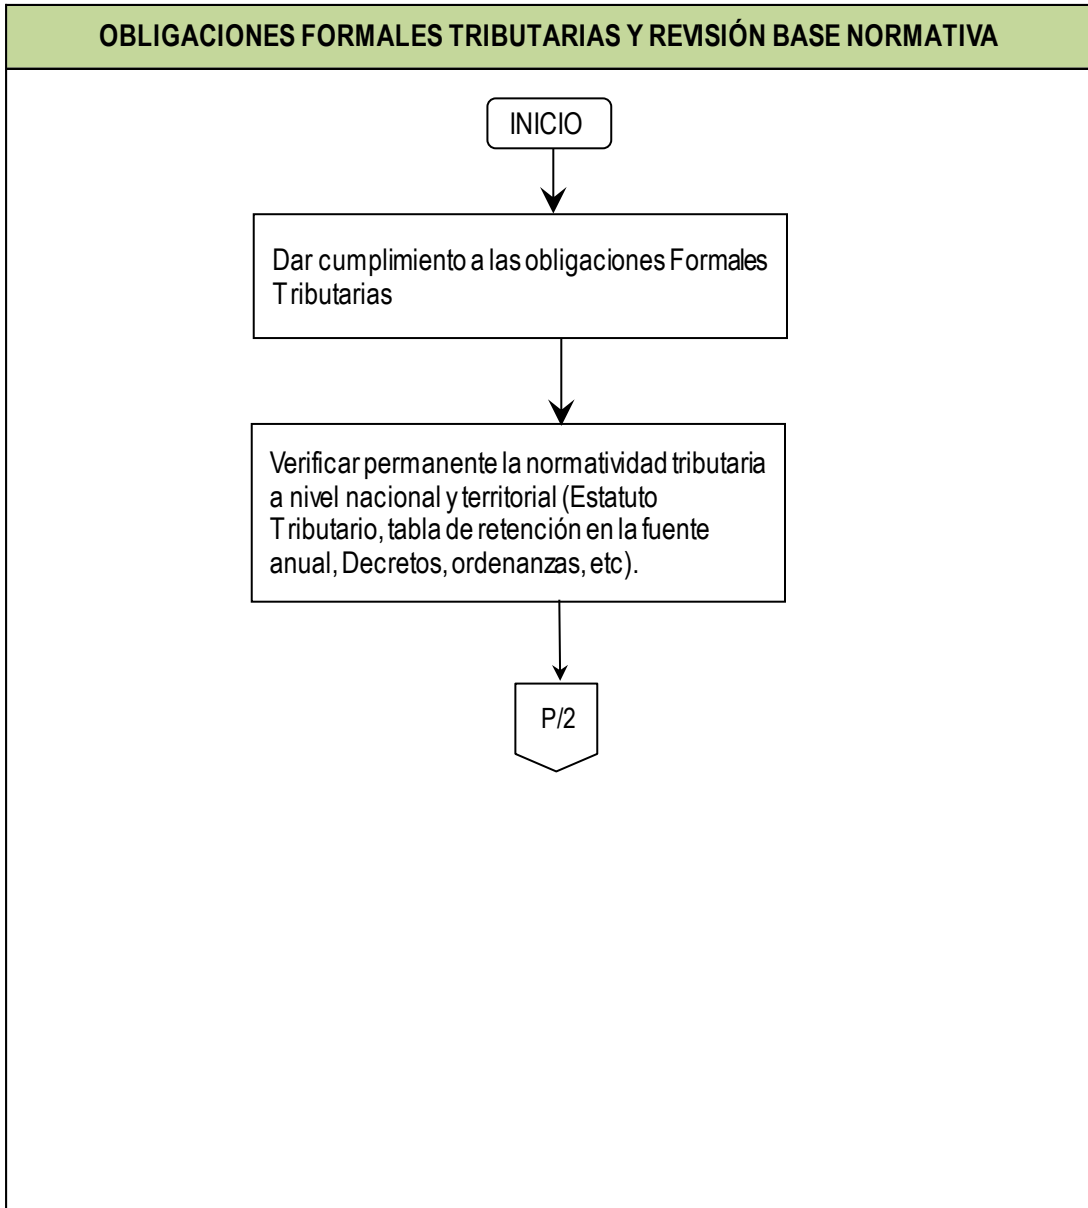 OBLIGACIONES FORMALES TRIBUTARIAS Y REVISIÓN BASE NORMATIVA
INICIO
Dar cumplimiento a las obligaciones Formales
Tributarias
Verificar permanente la normatividad tributaria
a nivel nacional y territorial (Estatuto
Tributario, tabla de retención en la fuente
anual, Decretos, ordenanzas, etc).
P/2